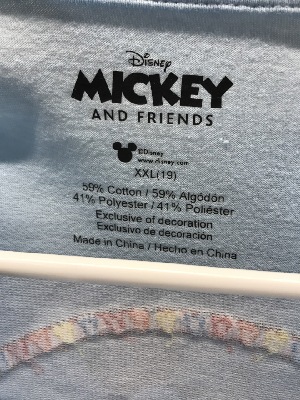 Disney
MICKEY
AND FRIENDS
©Disney
www.disney.com
XXL(19)
59% Cotton / 59% Algodón
41% Polyester / 41% Poliéster
Exclusive of decoration
Exclusivo de decoración
Made in China / Hecho en China